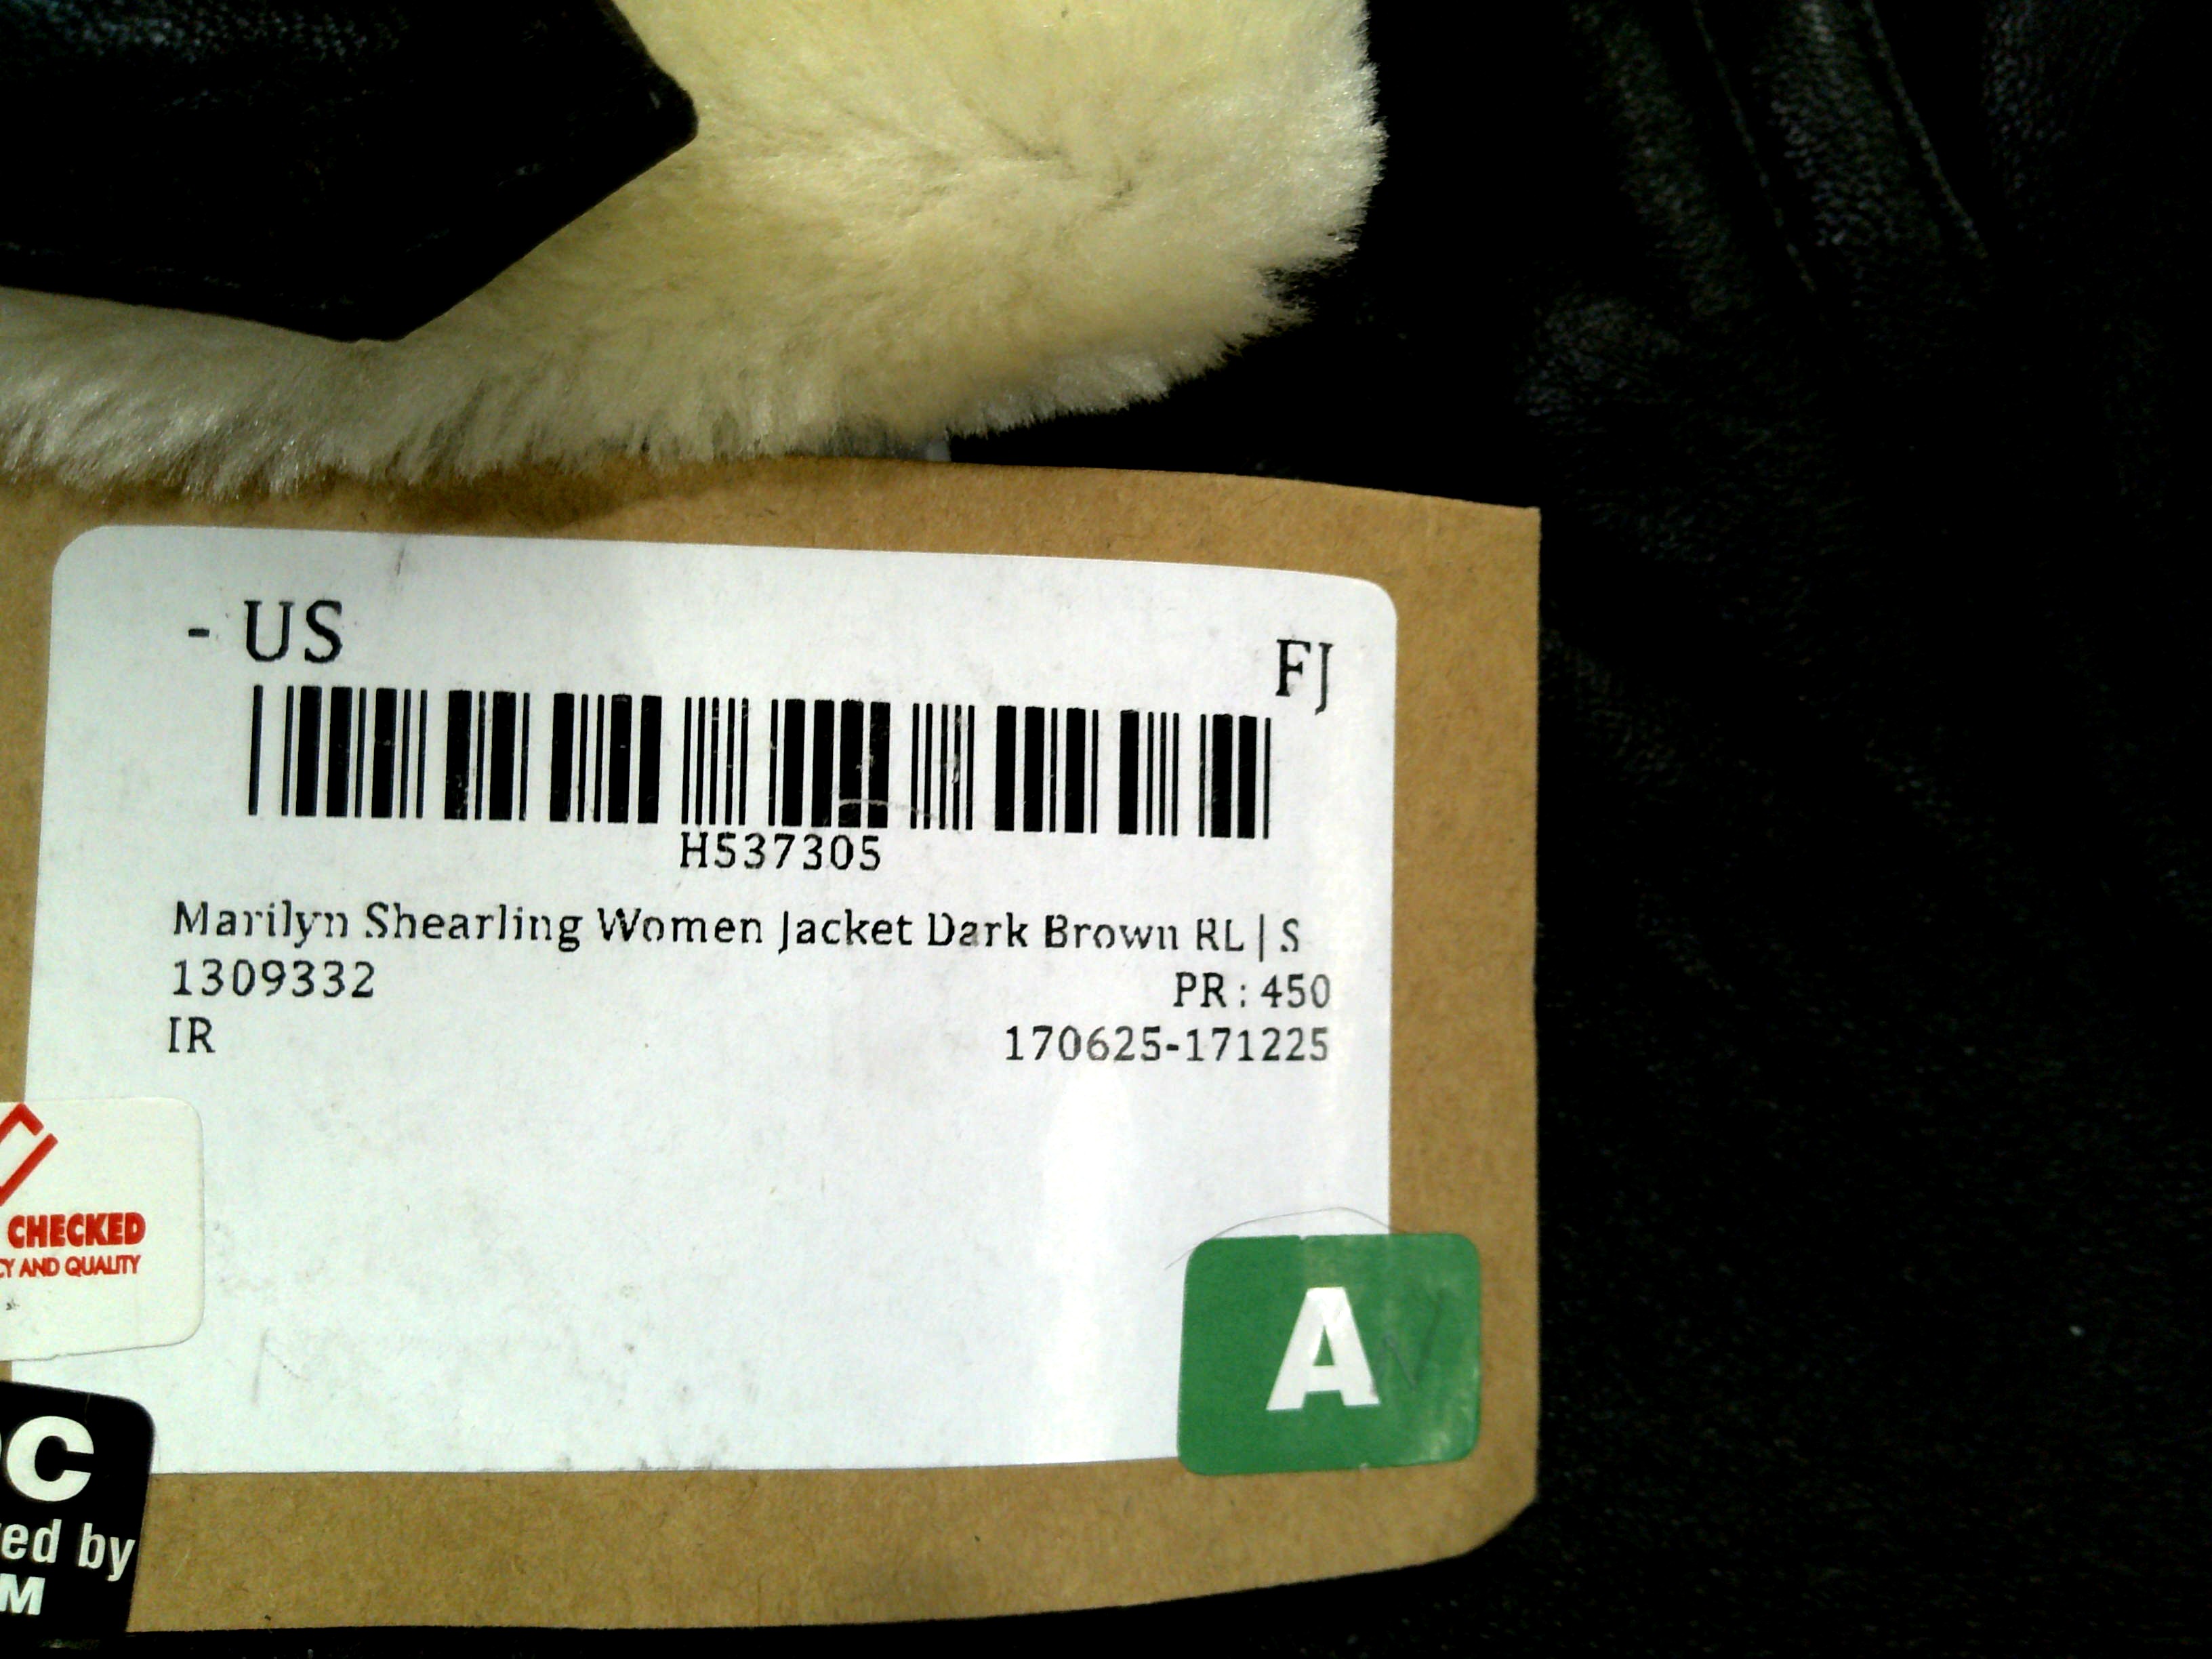 - US
FJ
H537305
Marilyn Shearling Women Jacket Dark Brown RL | S
1309332
PR : 450
IR
170625-171225
CHECKED
CY AND QUALITY
A
C
ed by
M